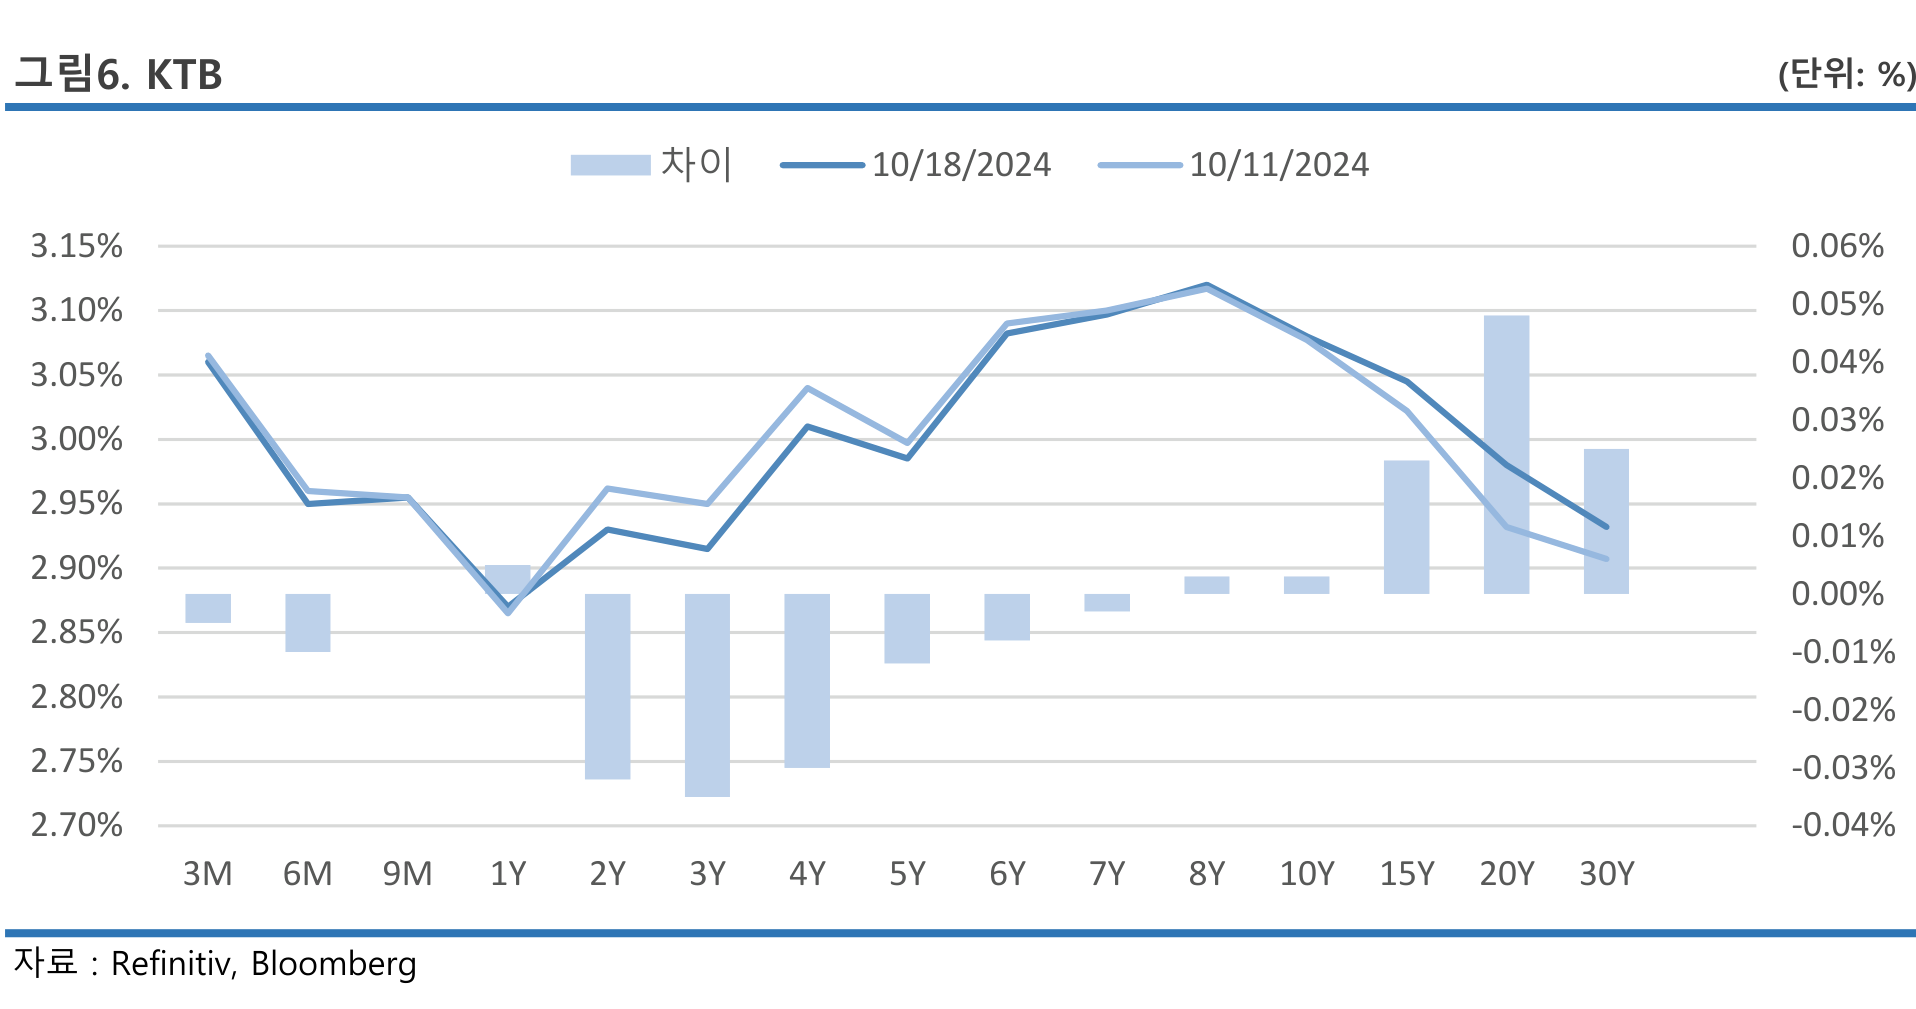 그림6. KTB (단위: %)
차이 10/18/2024 10/11/2024
3.15% 0.06%
3.10% 0.05%
3.05% 0.04%
3.00% 0.03%
2.95% 0.02%
2.90% 0.01%
2.85% 0.00%
2.80% -0.01%
2.75% -0.02%
2.70% -0.03%
-0.04%
3M 6M 9M 1Y 2Y 3Y 4Y 5Y 6Y 7Y 8Y 10Y 15Y 20Y 30Y
자료 : Refinitiv, Bloomberg